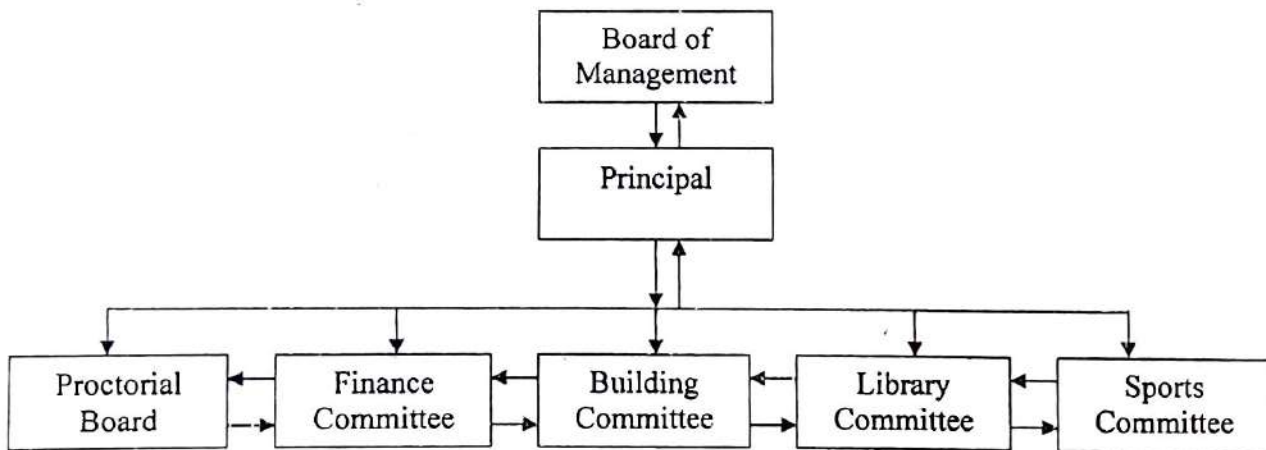 Board of
Management
Principal
Proctorial
Board
Finance
Committee
Building
Committee
Library
Committee
Sports
Committee